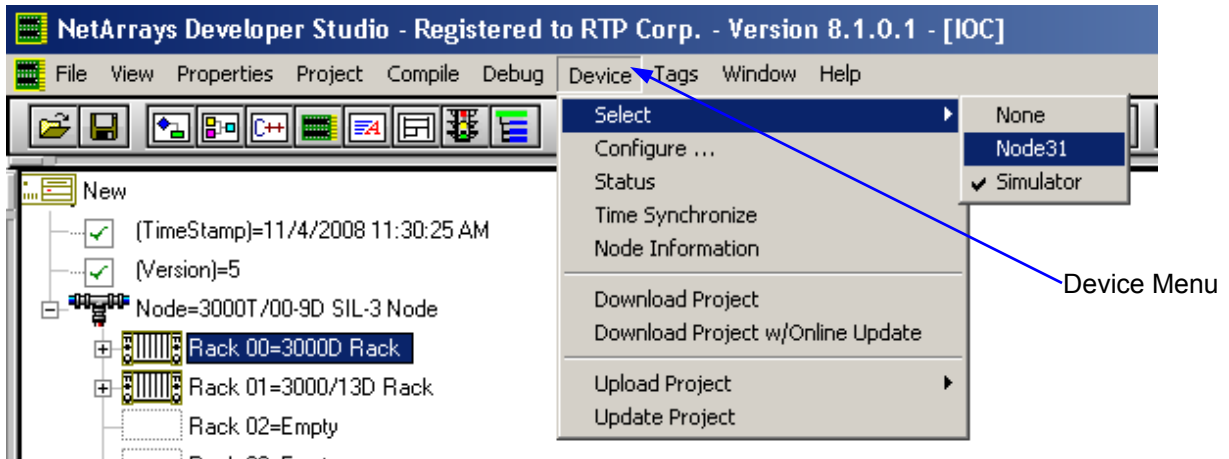 NetArrays Developer Studio - Registered to RTP Corp. - Version 8.1.0.1 - [IOC]
File View Properties Project Compile Debug Device Tags Window Help
C++
Select
None
Configure ...
Node31
Status
Simulator
Time Synchronize
Node Information
Download Project
Download Project w/Online Update
Upload Project
Update Project
New
(TimeStamp)=11/4/2008 11:30:25 AM
(Version)=5
Node=3000T/00-9D SIL-3 Node
Rack 00=3000D Rack
Rack 01=3000/13D Rack
Rack 02=Empty
Device Menu